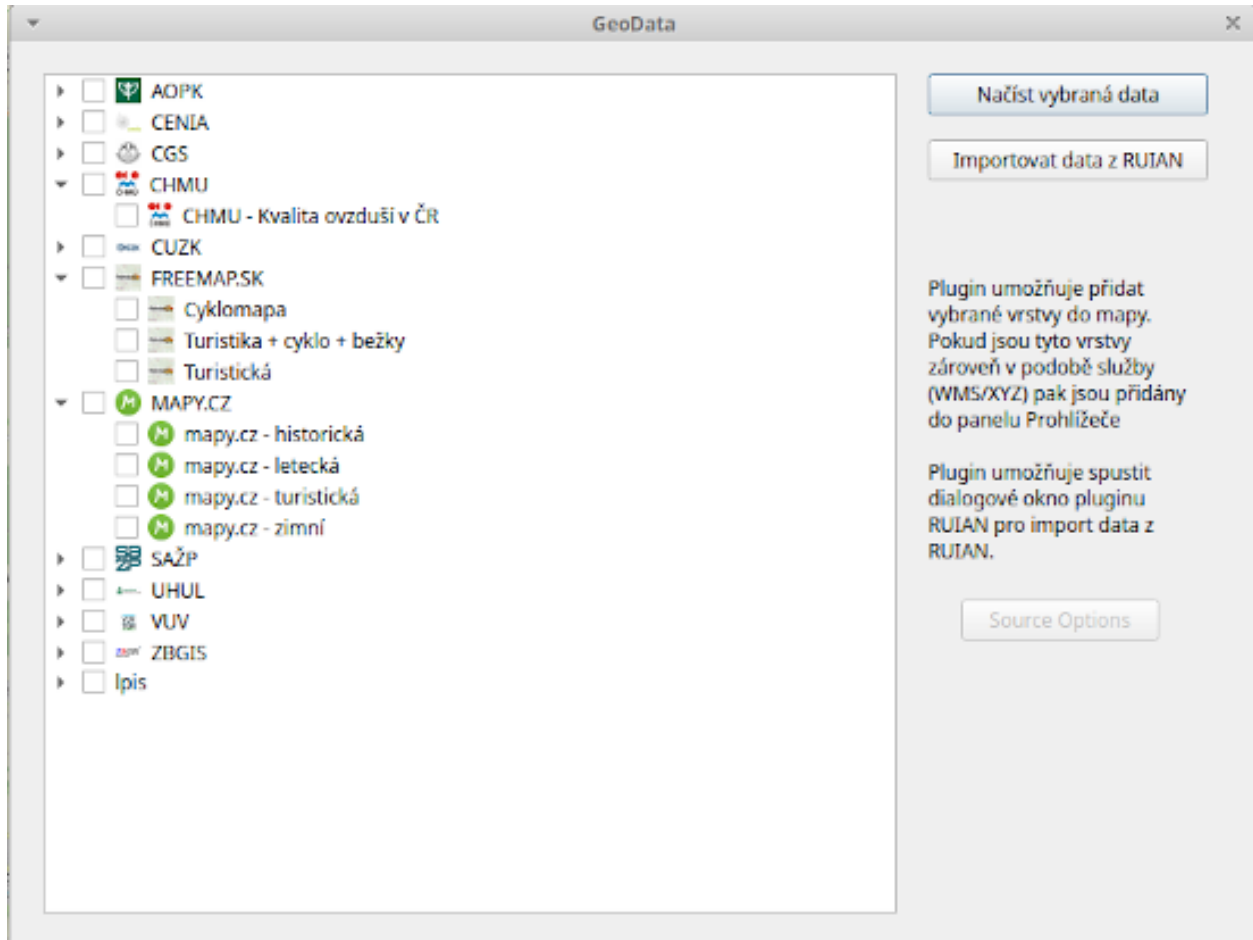 GeoData
AOPK
CENIA
CGS
CHMU
CHMU - Kvalita ovzduší v ČR
CUZK
FREEMAP.SK
Cyklomapa
Turistika + cyklo + bežky
Turistická
MAPY.CZ
mapy.cz - historická
mapy.cz - letecká
mapy.cz - turistická
mapy.cz - zimní
SAŽP
UHUL
VUV
ZBGIS
lpis
Načíst vybraná data
Importovat data z RUIAN
Plugin umožňuje přidat
vybrané vrstvy do mapy.
Pokud jsou tyto vrstvy
zároveň v podobě služby
(WMS/XYZ) pak jsou přidány
do panelu Prohlížeče
Plugin umožňuje spustit
dialogové okno pluginu
RUIAN pro import data z
RUIAN.
Source Options